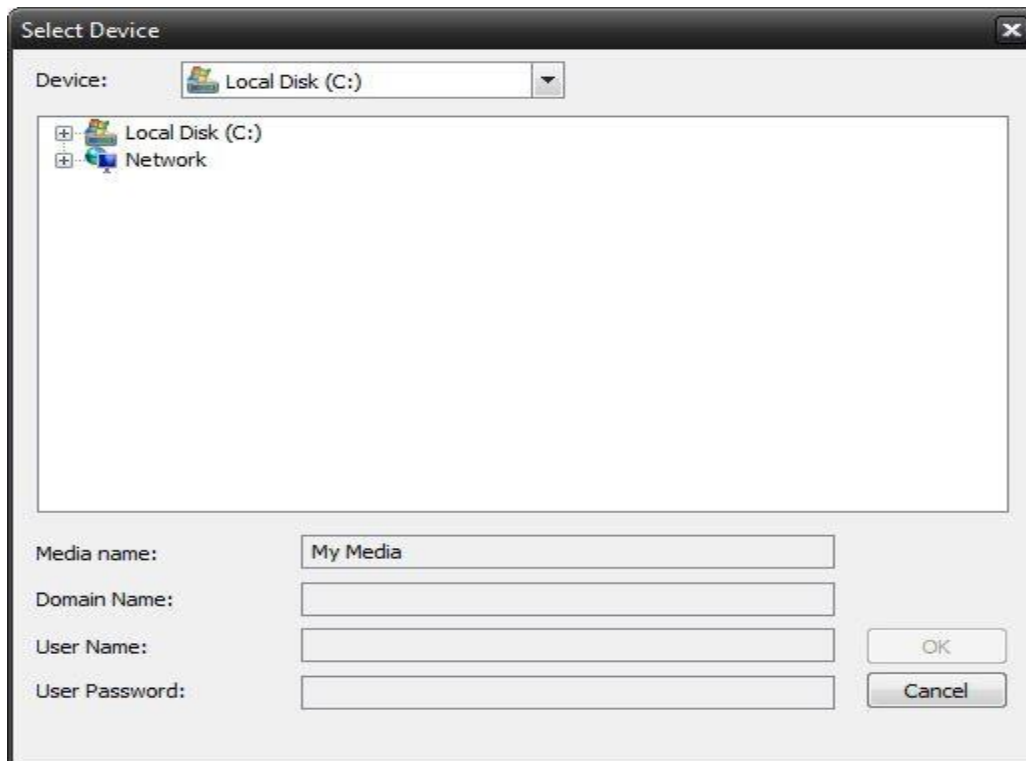 Select Device
Device: Local Disk (C:)
Local Disk (C:)
Network
Media name: My Media
Domain Name:
User Name: OK
User Password: Cancel